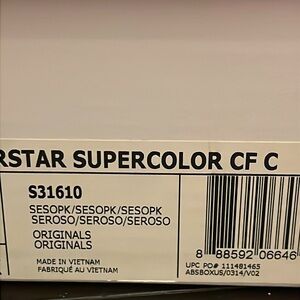 RSTAR SUPERCOLOR CF C
S31610
SESOPK/SESOPK/SESOPK
SEROSO/SEROSO/SEROSO
ORIGINALS
ORIGINALS
MADE IN VIETNAM
FABRIQUÉ AU VIETNAM
8 88592 06646
UPC PO# 111481465
ABSBOXUS/0314/V02